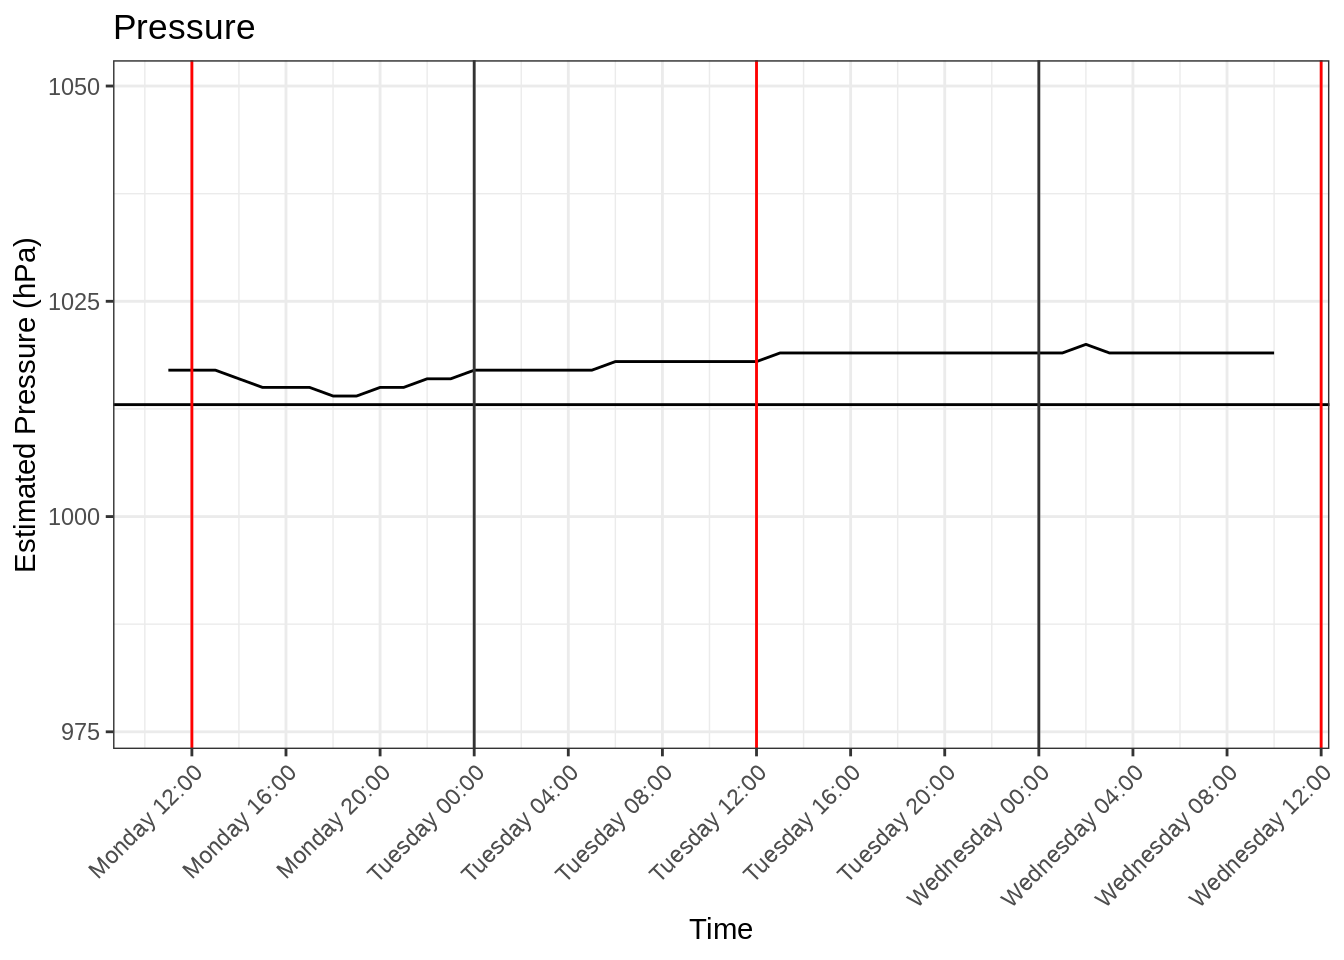 Pressure
Estimated Pressure (hPa)
1050
1025
1000
975
Monday 12:00
Monday 16:00
Monday 20:00
Tuesday 00:00
Tuesday 04:00
Tuesday 08:00
Tuesday 12:00
Tuesday 16:00
Tuesday 20:00
Wednesday 00:00
Wednesday 04:00
Wednesday 08:00
Wednesday 12:00
Time